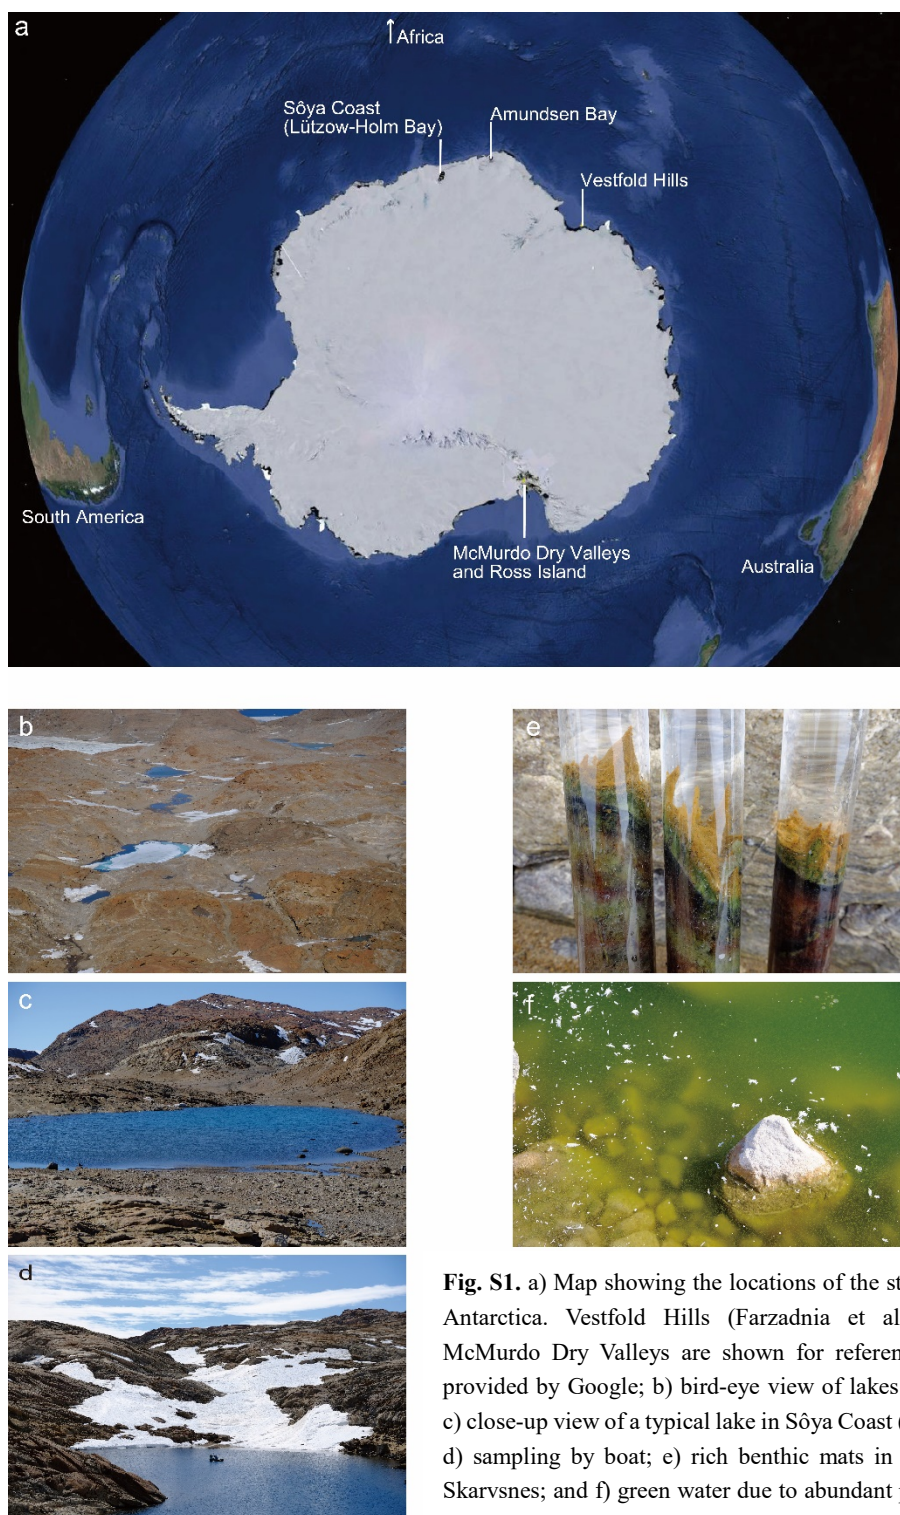 a
Africa
Sôya Coast
(Lützow-Holm Bay)
Amundsen Bay
Vestfold Hills
South America
McMurdo Dry Valleys
and Ross Island
Australia
b
e
c
f
d
Fig. S1. a) Map showing the locations of the
Antarctica. Vestfold Hills (Farzadnia et al
McMurdo Dry Valleys are shown for
provided by Google; b) bird-eye view of lakes
c) close-up view of a typical lake in Sôya Coast (
d) sampling by boat; e) rich benthic mats in
Skarvsnes; and f) green water due to abundant